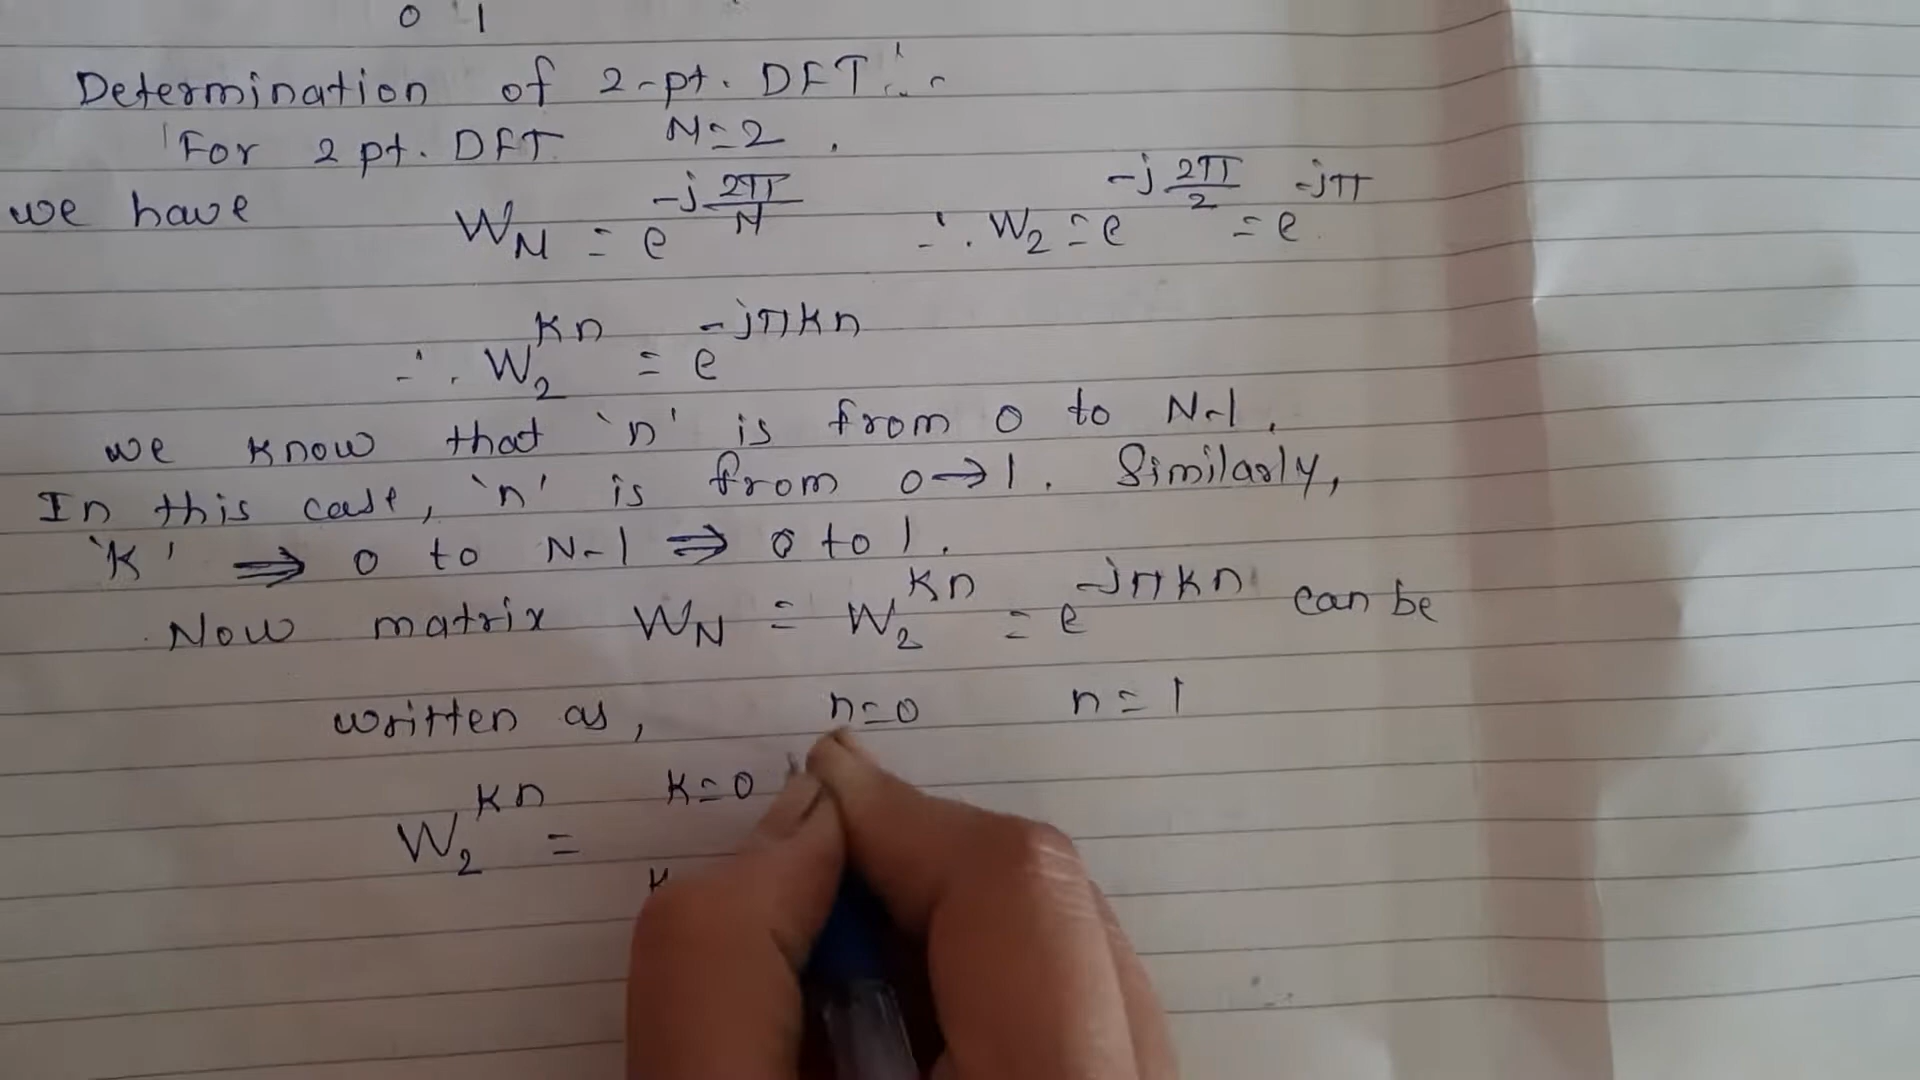 0 1
Determination of 2-pt. DFT :-
For 2 pt. DFT N=2.
we have W_N = e^{-j 2π/N} ∴ W_2 = e^{-j 2π/2} = e^{-jπ}
∴ W_2^{Kn} = e^{-jπKn}
we know that 'n' is from 0 to N-1.
In this case, 'n' is from 0→1. Similarly,
'K' ⇒ 0 to N-1 ⇒ 0 to 1.
Now matrix W_N = W_2^{Kn} = e^{-jπKn} can be
written as, n=0 n=1
W_2^{Kn} = K=0
K